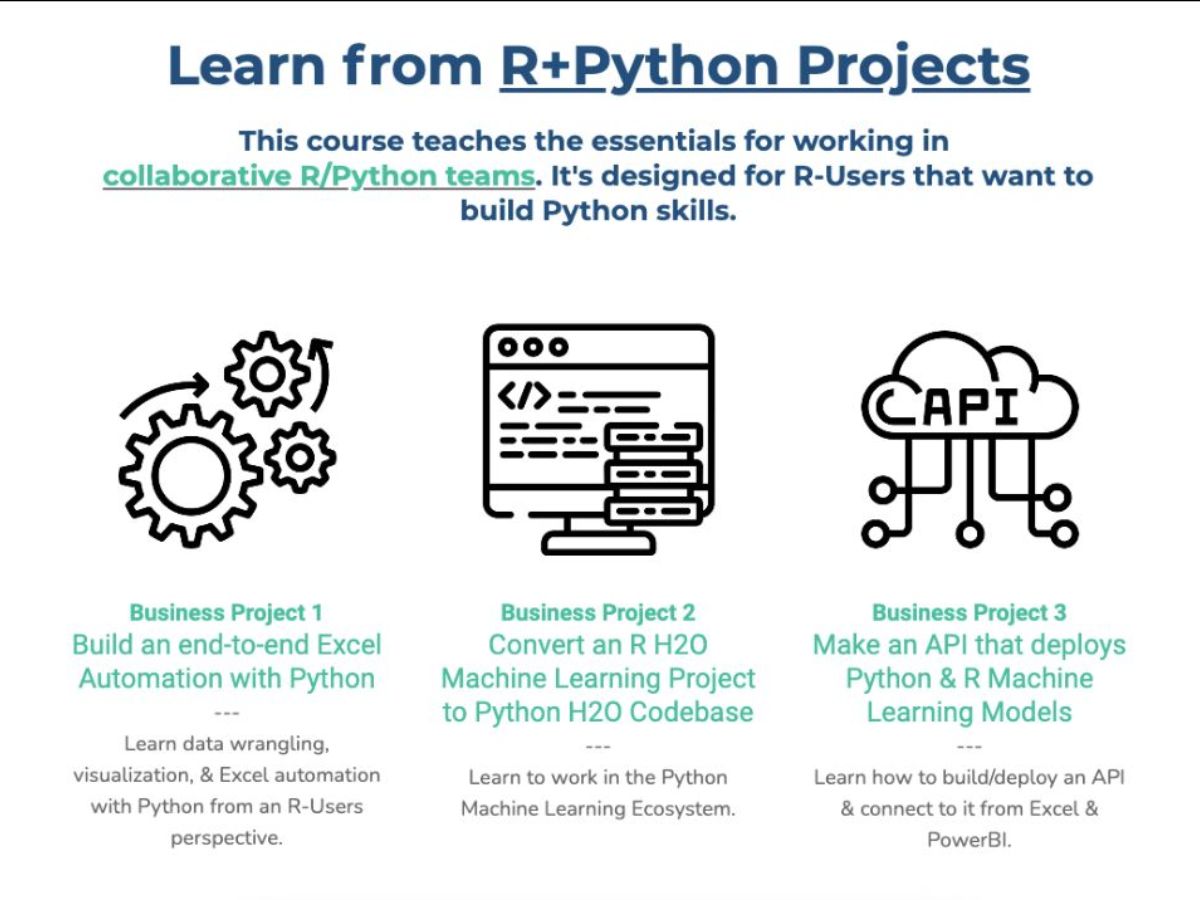 Learn from R+Python Projects
This course teaches the essentials for working in
collaborative R/Python teams. It's designed for R-Users that want to
build Python skills.
</>
API
Business Project 1
Build an end-to-end Excel
Automation with Python
---
Learn data wrangling,
visualization, & Excel automation
with Python from an R-Users
perspective.
Business Project 2
Convert an R H2O
Machine Learning Project
to Python H2O Codebase
---
Learn to work in the Python
Machine Learning Ecosystem.
Business Project 3
Make an API that deploys
Python & R Machine
Learning Models
---
Learn how to build/deploy an API
& connect to it from Excel &
PowerBI.